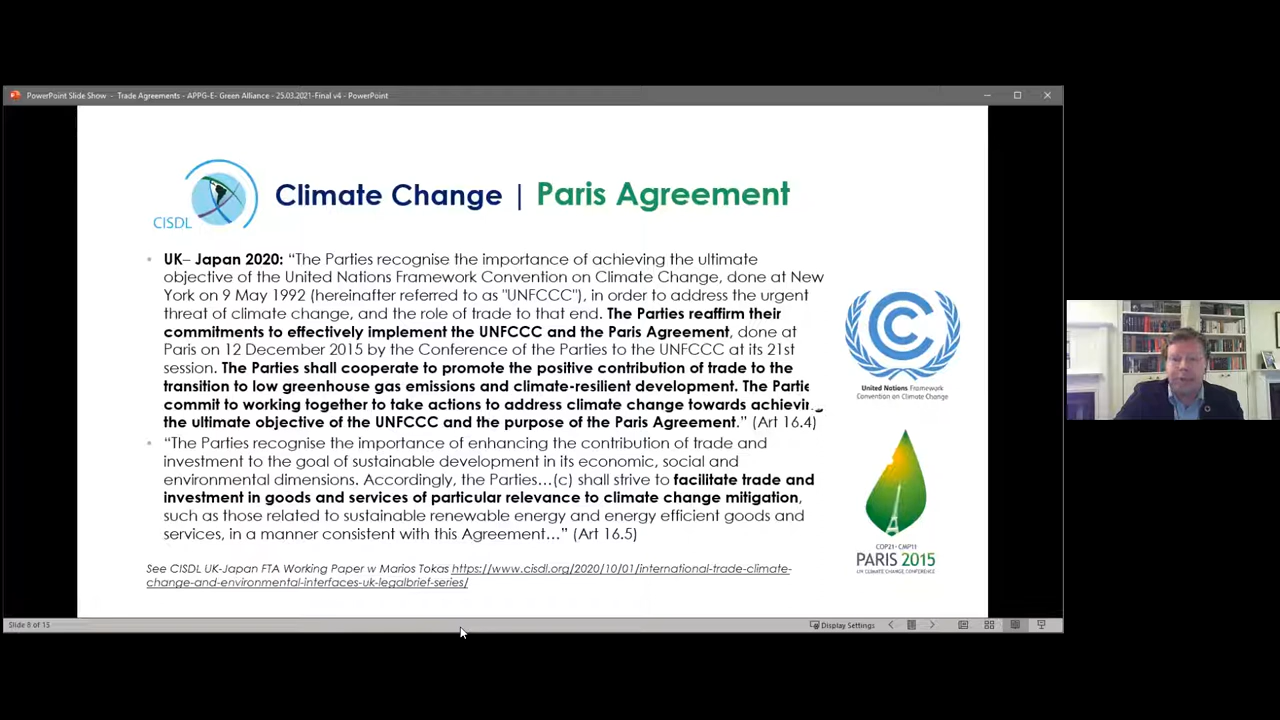 PowerPoint Slide Show - Trade Agreements - APPG-E- Green Alliance - 25.03.2021-Final v4 - PowerPoint
CISDL
Climate Change | Paris Agreement
• UK– Japan 2020: “The Parties recognise the importance of achieving the ultimate
objective of the United Nations Framework Convention on Climate Change, done at New
York on 9 May 1992 (hereinafter referred to as "UNFCCC"), in order to address the urgent
threat of climate change, and the role of trade to that end. The Parties reaffirm their
commitments to effectively implement the UNFCCC and the Paris Agreement, done at
Paris on 12 December 2015 by the Conference of the Parties to the UNFCCC at its 21st
session. The Parties shall cooperate to promote the positive contribution of trade to the
transition to low greenhouse gas emissions and climate-resilient development. The Partie
commit to working together to take actions to address climate change towards achieving
the ultimate objective of the UNFCCC and the purpose of the Paris Agreement.” (Art 16.4)
• “The Parties recognise the importance of enhancing the contribution of trade and
investment to the goal of sustainable development in its economic, social and
environmental dimensions. Accordingly, the Parties…(c) shall strive to facilitate trade and
investment in goods and services of particular relevance to climate change mitigation,
such as those related to sustainable renewable energy and energy efficient goods and
services, in a manner consistent with this Agreement…” (Art 16.5)
See CISDL UK-Japan FTA Working Paper w Marios Tokas https://www.cisdl.org/2020/10/01/international-trade-climate-
change-and-environmental-interfaces-uk-legalbrief-series/
United Nations Framework
Convention on Climate Change
COP21·CMP11
PARIS 2015
UN CLIMATE CHANGE CONFERENCE
Slide 8 of 15
Display Settings